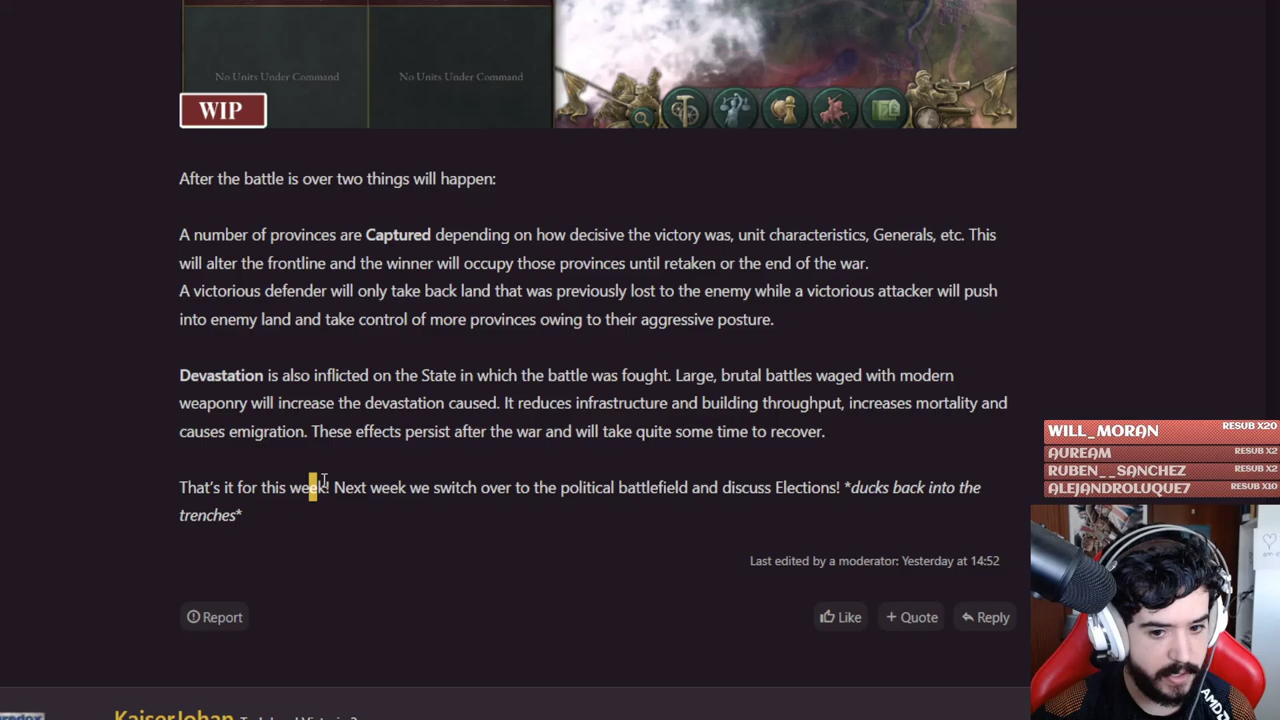 No Units Under Command
No Units Under Command
WIP
After the battle is over two things will happen:
A number of provinces are Captured depending on how decisive the victory was, unit characteristics, Generals, etc. This
will alter the frontline and the winner will occupy those provinces until retaken or the end of the war.
A victorious defender will only take back land that was previously lost to the enemy while a victorious attacker will push
into enemy land and take control of more provinces owing to their aggressive posture.
Devastation is also inflicted on the State in which the battle was fought. Large, brutal battles waged with modern
weaponry will increase the devastation caused. It reduces infrastructure and building throughput, increases mortality and
causes emigration. These effects persist after the war and will take quite some time to recover.
WILL_MORAN RESUB X20
AUREAM RESUB X2
RUBEN__SANCHEZ RESUB X2
ALEJANDROLUQUE7 RESUB X10
That's it for this week! Next week we switch over to the political battlefield and discuss Elections! *ducks back into the
trenches*
Last edited by a moderator: Yesterday at 14:52
Report
Like
+ Quote
Reply
AMD
KaiserJohan